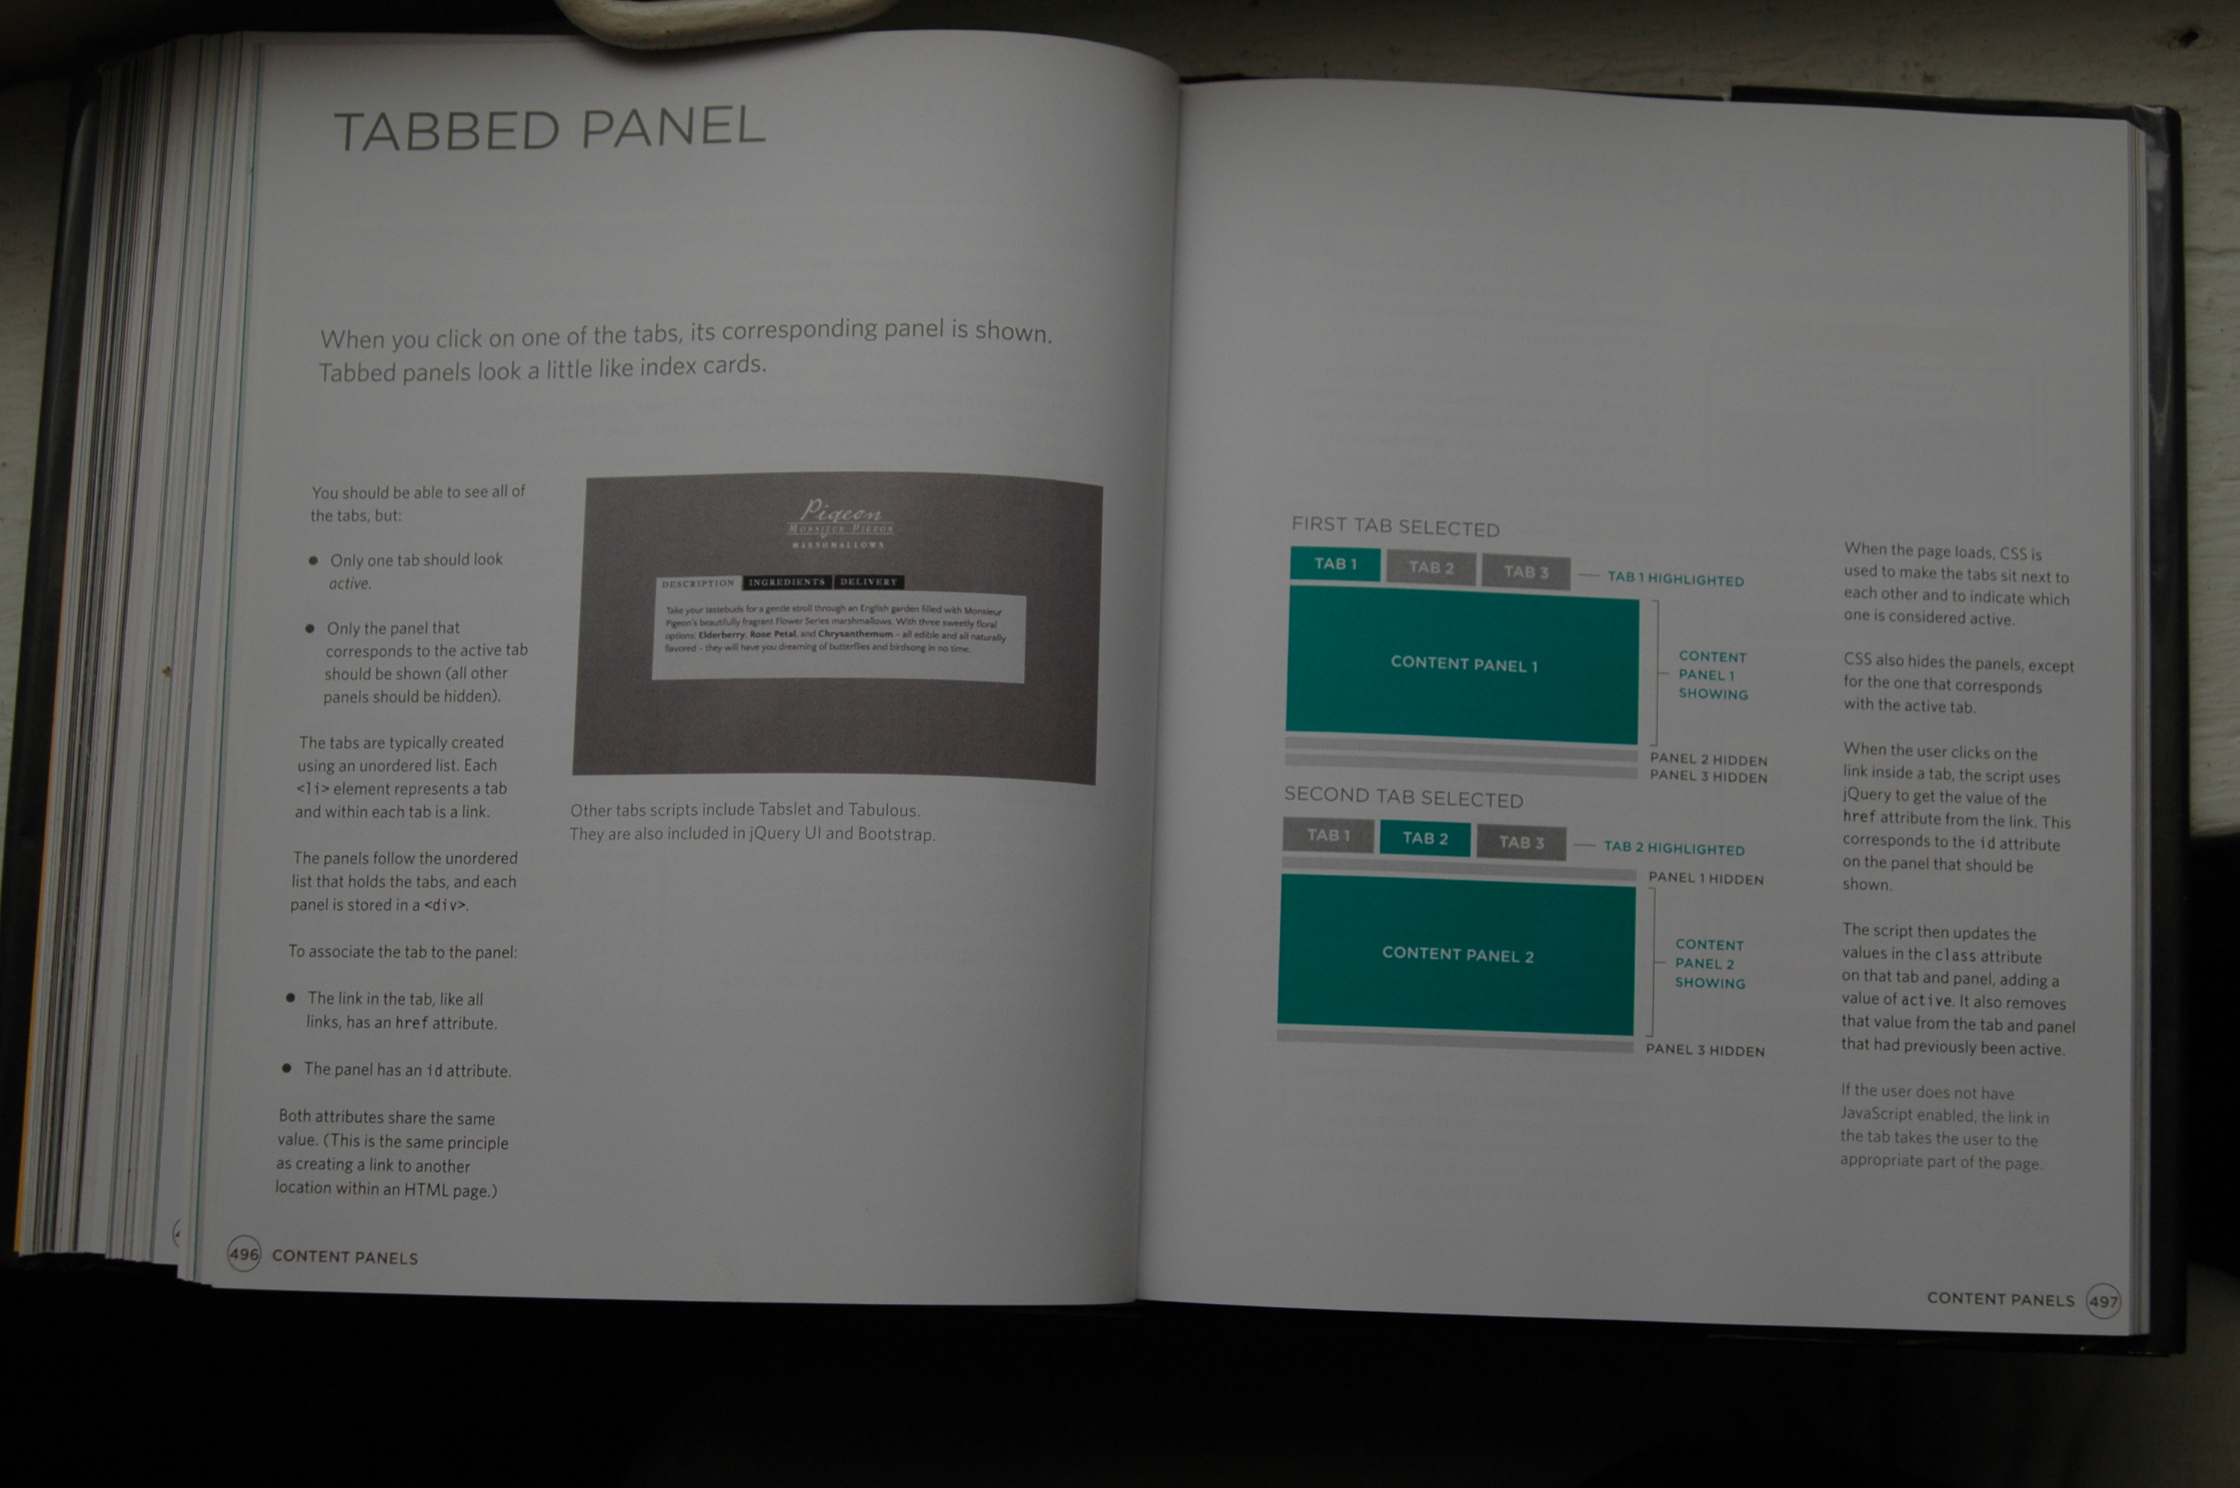 TABBED PANEL
When you click on one of the tabs, its corresponding panel is shown.
Tabbed panels look a little like index cards.
You should be able to see all of
the tabs, but:
● Only one tab should look
active.
● Only the panel that
corresponds to the active tab
should be shown (all other
panels should be hidden).
The tabs are typically created
using an unordered list. Each
<li> element represents a tab
and within each tab is a link.
The panels follow the unordered
list that holds the tabs, and each
panel is stored in a <div>.
To associate the tab to the panel:
● The link in the tab, like all
links, has an href attribute.
● The panel has an id attribute.
Both attributes share the same
value. (This is the same principle
as creating a link to another
location within an HTML page.)
Pigeon
MONSIEUR PIGEON
MARSHMALLOWS
DESCRIPTION INGREDIENTS DELIVERY
Take your tastebuds for a gentle stroll through an English garden filled with Monsieur
Pigeon's beautifully fragrant Flower Series marshmallows. With three sweetly floral
options: Elderberry, Rose Petal, and Chrysanthemum - all edible and all naturally
flavored - they will have you dreaming of butterflies and birdsong in no time.
Other tabs scripts include Tabslet and Tabulous.
They are also included in jQuery UI and Bootstrap.
496 CONTENT PANELS
FIRST TAB SELECTED
TAB 1 TAB 2 TAB 3 TAB 1 HIGHLIGHTED
CONTENT PANEL 1
CONTENT
PANEL 1
SHOWING
PANEL 2 HIDDEN
PANEL 3 HIDDEN
SECOND TAB SELECTED
TAB 1 TAB 2 TAB 3 TAB 2 HIGHLIGHTED
PANEL 1 HIDDEN
CONTENT PANEL 2
CONTENT
PANEL 2
SHOWING
PANEL 3 HIDDEN
When the page loads, CSS is
used to make the tabs sit next to
each other and to indicate which
one is considered active.
CSS also hides the panels, except
for the one that corresponds
with the active tab.
When the user clicks on the
link inside a tab, the script uses
jQuery to get the value of the
href attribute from the link. This
corresponds to the id attribute
on the panel that should be
shown.
The script then updates the
values in the class attribute
on that tab and panel, adding a
value of active. It also removes
that value from the tab and panel
that had previously been active.
If the user does not have
JavaScript enabled, the link in
the tab takes the user to the
appropriate part of the page.
CONTENT PANELS 497